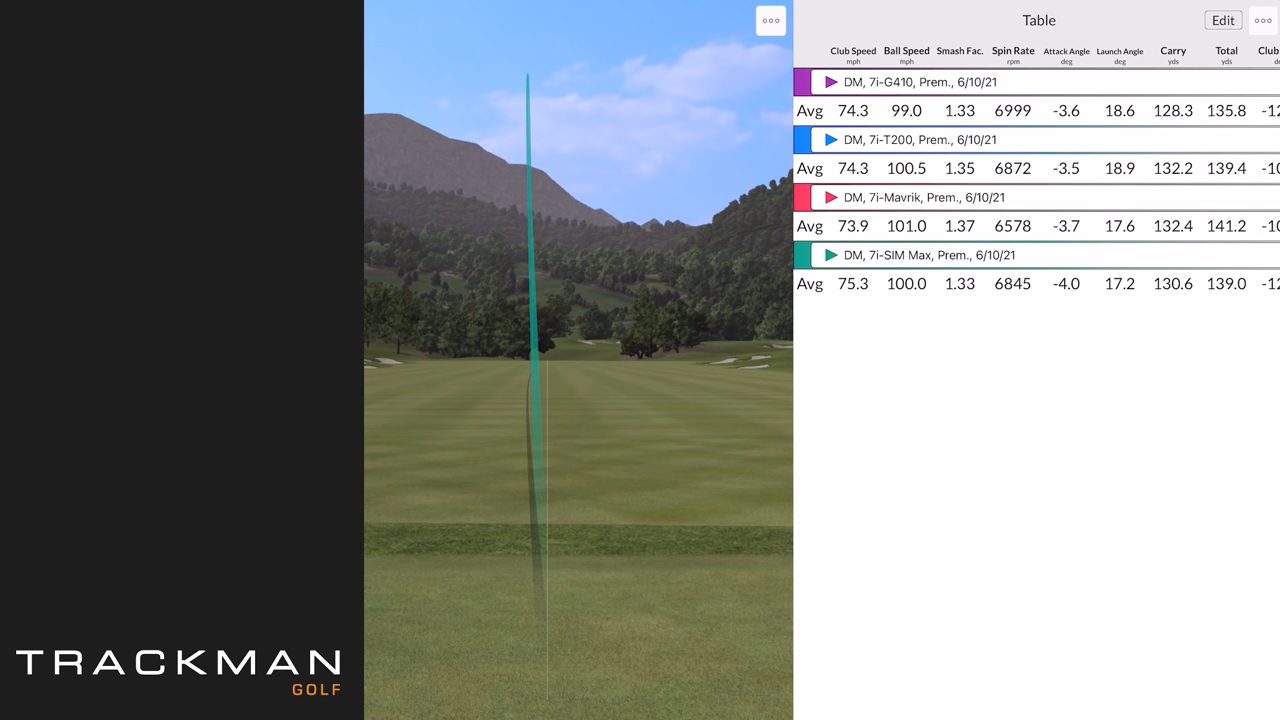 TRACKMAN
GOLF
Table
Edit
Club Speed Ball Speed Smash Fac. Spin Rate Attack Angle Launch Angle Carry Total Club
mph mph rpm deg deg yds yds
DM, 7i-G410, Prem., 6/10/21
Avg 74.3 99.0 1.33 6999 -3.6 18.6 128.3 135.8
DM, 7i-T200, Prem., 6/10/21
Avg 74.3 100.5 1.35 6872 -3.5 18.9 132.2 139.4
DM, 7i-Mavrik, Prem., 6/10/21
Avg 73.9 101.0 1.37 6578 -3.7 17.6 132.4 141.2
DM, 7i-SIM Max, Prem., 6/10/21
Avg 75.3 100.0 1.33 6845 -4.0 17.2 130.6 139.0